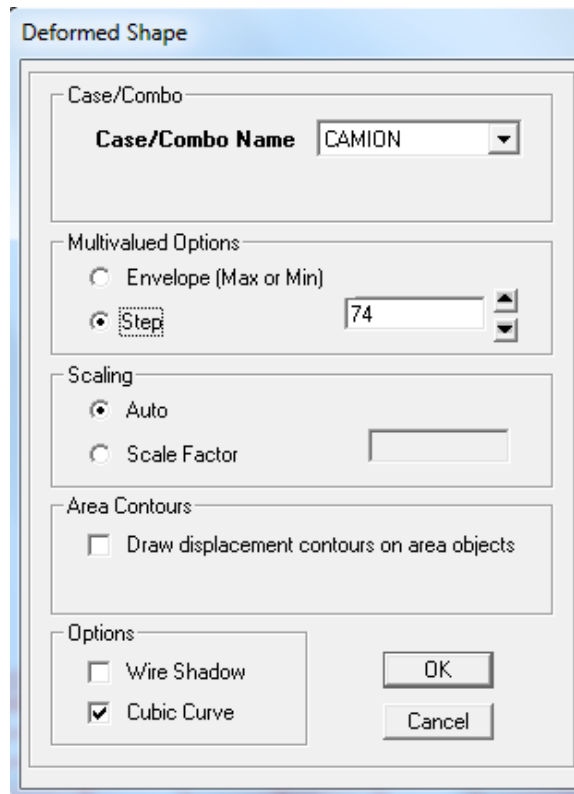 Deformed Shape
Case/Combo
Case/Combo Name CAMION
Multivalued Options
Envelope (Max or Min)
Step 74
Scaling
Auto
Scale Factor
Area Contours
Draw displacement contours on area objects
Options
Wire Shadow
Cubic Curve
OK
Cancel